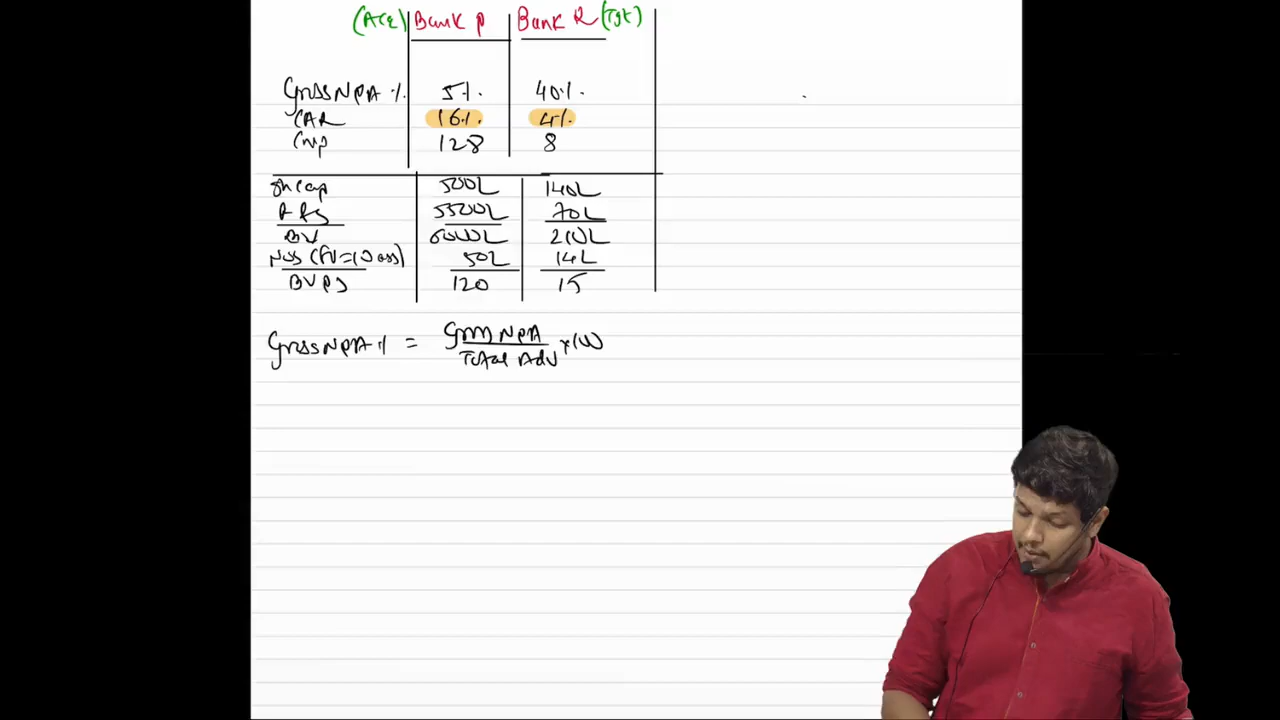 (Acq) Bank P Bank R (Tgt)
Gross NPA % 5%. 40%.
CAR 16%. 4%.
CMP 128 8
Sh cap 500L 140L
R&S 5500L 70L
BV 6000L 210L
NOS (FV=10 ass) 50L 14L
BVPS 120 15
Gross NPA % = Gross NPA
Total Adv × 100